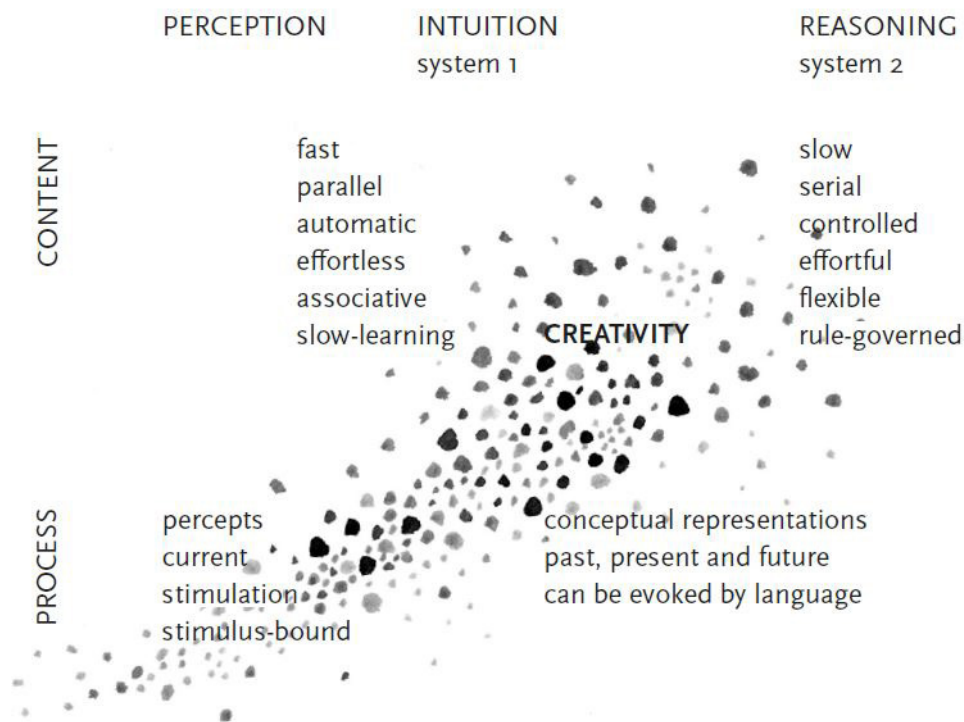 PERCEPTION INTUITION REASONING
system 1 system 2
CONTENT
fast slow
parallel serial
automatic controlled
effortless effortful
associative flexible
slow-learning CREATIVITY rule-governed
PROCESS
percepts conceptual representations
current past, present and future
stimulation can be evoked by language
stimulus-bound